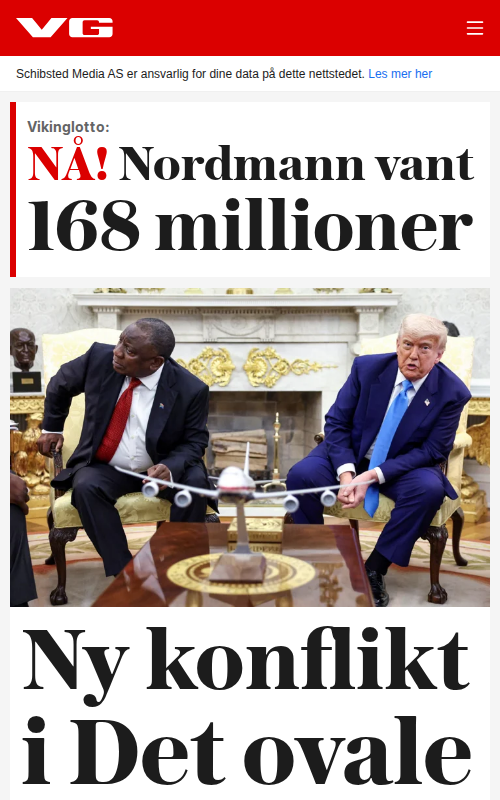 VG
Schibsted Media AS er ansvarlig for dine data på dette nettstedet. Les mer her
Vikinglotto:
NÅ! Nordmann vant
168 millioner
Ny konflikt
i Det ovale